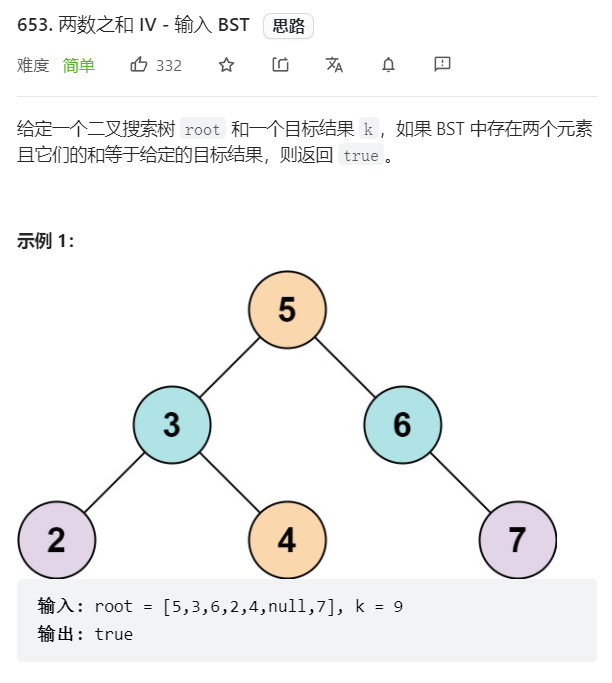 653. 两数之和 IV - 输入 BST 思路
难度 简单 332
给定一个二叉搜索树 root 和一个目标结果 k，如果 BST 中存在两个元素
且它们的和等于给定的目标结果，则返回 true。
示例 1：
5
3 6
2 4 7
输入: root = [5,3,6,2,4,null,7], k = 9
输出: true